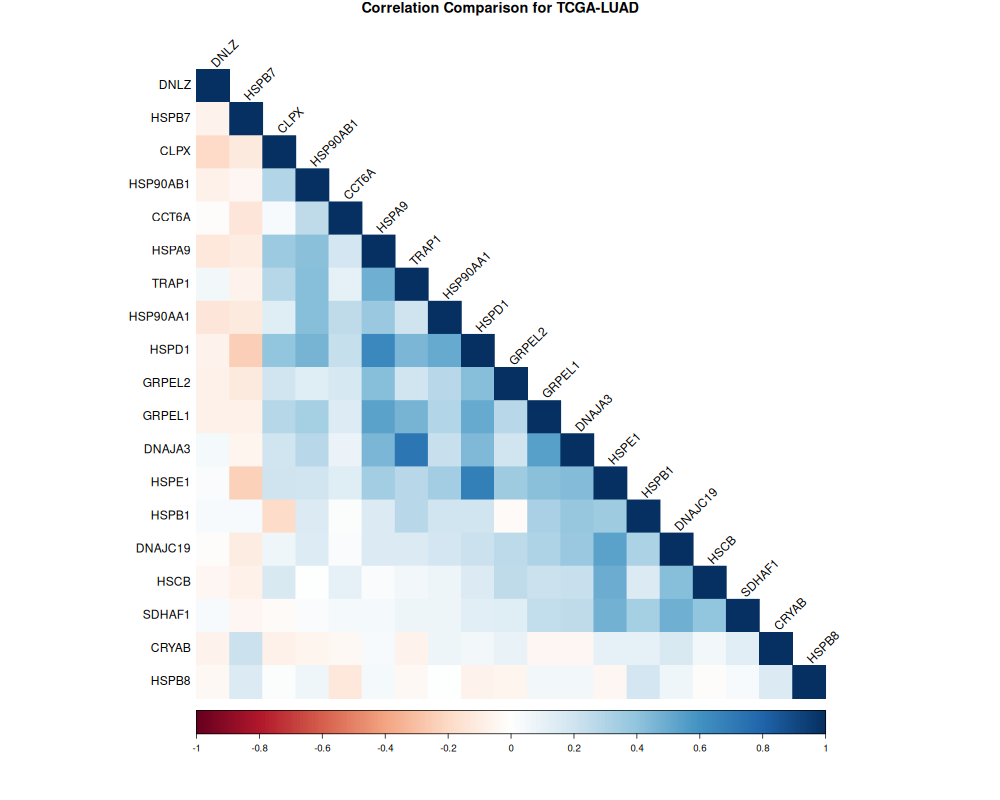 Correlation Comparison for TCGA-LUAD
DNLZ
HSPB7
CLPX
HSP90AB1
CCT6A
HSPA9
TRAP1
HSP90AA1
HSPD1
GRPEL2
GRPEL1
DNAJA3
HSPE1
HSPB1
DNAJC19
HSCB
SDHAF1
CRYAB
HSPB8
DNLZ
HSPB7
CLPX
HSP90AB1
CCT6A
HSPA9
TRAP1
HSP90AA1
HSPD1
GRPEL2
GRPEL1
DNAJA3
HSPE1
HSPB1
DNAJC19
HSCB
SDHAF1
CRYAB
HSPB8
-1 -0.8 -0.6 -0.4 -0.2 0 0.2 0.4 0.6 0.8 1